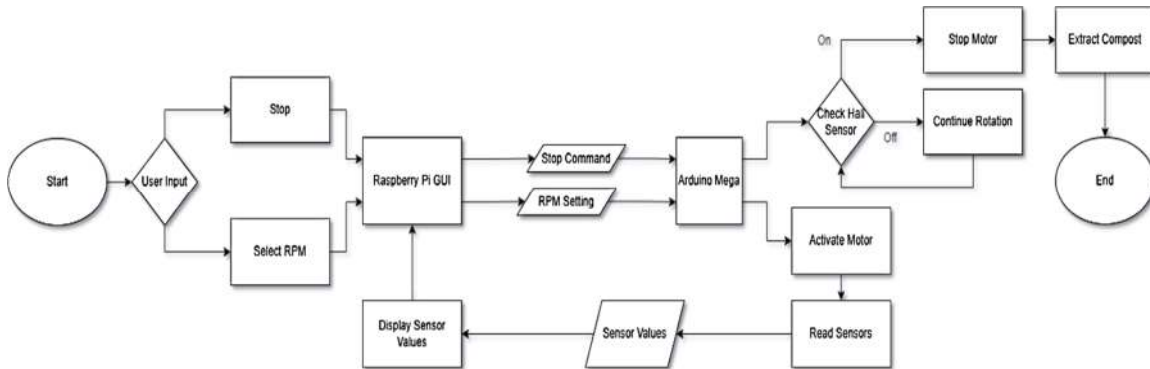 Start
User Input
Stop
Select RPM
Raspberry Pi GUI
Stop Command
RPM Setting
Arduino Mega
Check Hall
Sensor
On
Off
Stop Motor
Extract Compost
Continue Rotation
End
Activate Motor
Read Sensors
Sensor Values
Display Sensor
Values